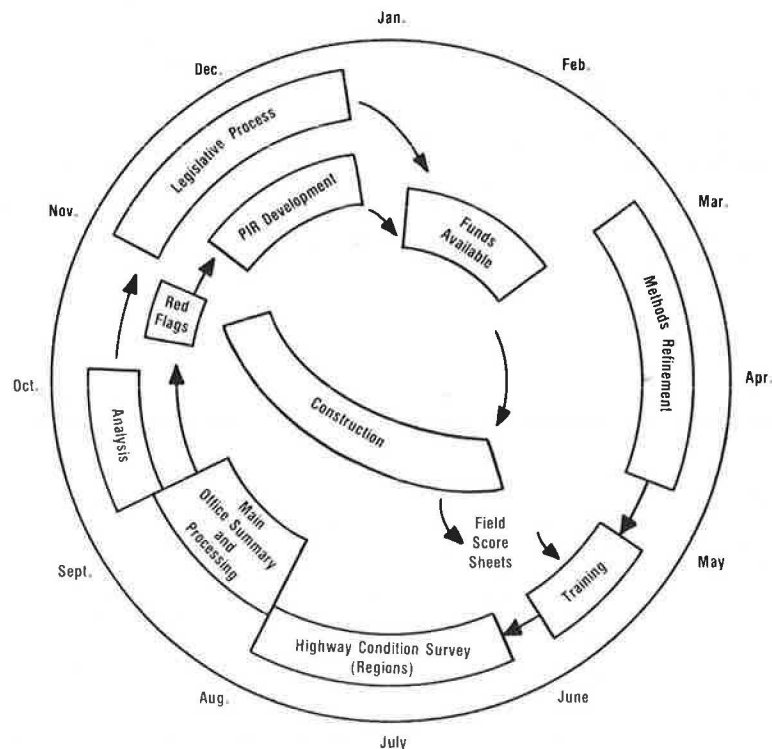 Jan.
Feb.
Mar.
Apr.
May
June
July
Aug.
Sept.
Oct.
Nov.
Dec.
Legislative Process
PIR Development
Funds
Available
Methods Refinement
Red
Flags
Construction
Analysis
Main
Office Summary
and
Processing
Field
Score
Sheets
Training
Highway Condition Survey
(Regions)